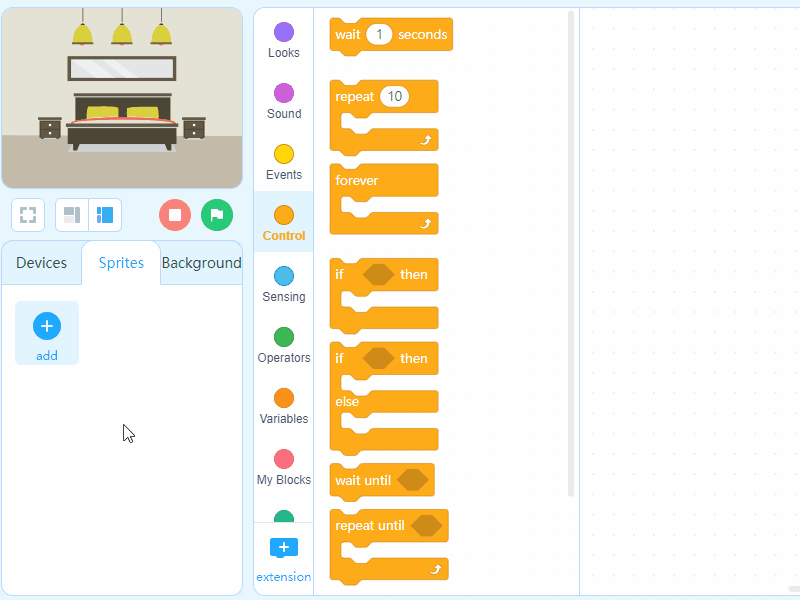 Devices
Sprites
Background
add
Looks
Sound
Events
Control
Sensing
Operators
Variables
My Blocks
extension
wait 1 seconds
repeat 10
forever
if then
if then
else
wait until
repeat until